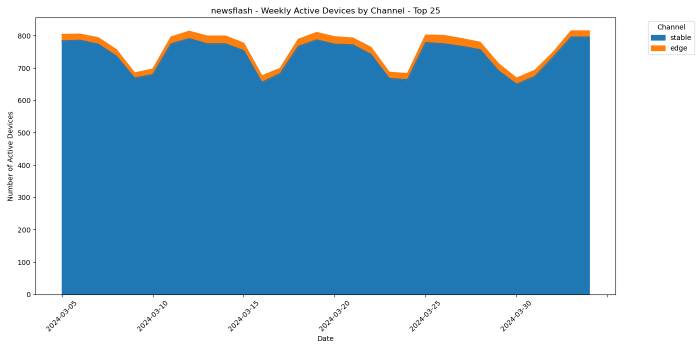 newsflash - Weekly Active Devices by Channel - Top 25
Channel
stable
edge
Number of Active Devices
800
700
600
500
400
300
200
100
0
2024-03-05
2024-03-10
2024-03-15
2024-03-20
2024-03-25
2024-03-30
Date